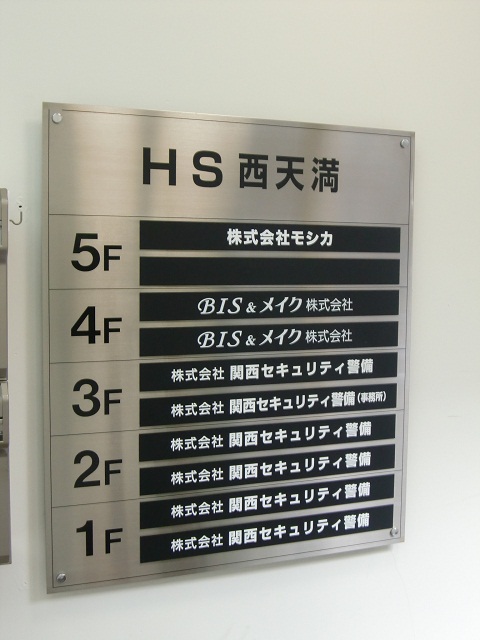 HS西天満
5F
株式会社モシカ
4F
BIS&メイク株式会社
BIS&メイク株式会社
3F
株式会社 関西セキュリティ警備
株式会社 関西セキュリティ警備(事務所)
2F
株式会社 関西セキュリティ警備
株式会社 関西セキュリティ警備
1F
株式会社 関西セキュリティ警備
株式会社 関西セキュリティ警備